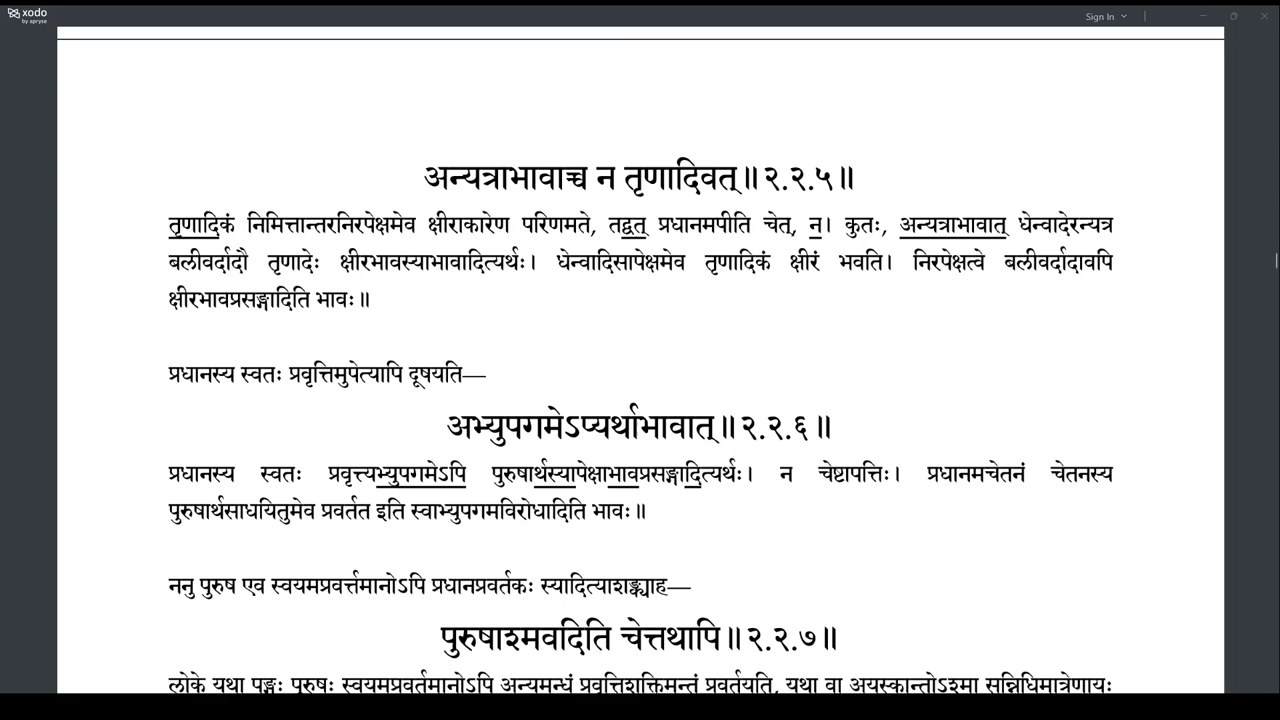 xodo
by apryse
Sign In
अन्यत्राभावाच्च न तृणादिवत्॥२.२.५॥
तृणादिकं निमित्तान्तरनिरपेक्षमेव क्षीराकारेण परिणमते, तद्वत् प्रधानमपीति चेत्, न। कुतः, अन्यत्राभावात् धेन्वादेरन्यत्र
बलीवर्दादौ तृणादेः क्षीरभावस्याभावादित्यर्थः। धेन्वादिसापेक्षमेव तृणादिकं क्षीरं भवति। निरपेक्षत्वे बलीवर्दादावपि
क्षीरभावप्रसङ्गादिति भावः॥
प्रधानस्य स्वतः प्रवृत्तिमुपेत्यापि दूषयति—
अभ्युपगमेऽप्यर्थाभावात्॥२.२.६॥
प्रधानस्य स्वतः प्रवृत्त्यभ्युपगमेऽपि पुरुषार्थस्यापेक्षाभावप्रसङ्गादित्यर्थः। न चेष्टापत्तिः। प्रधानमचेतनं चेतनस्य
पुरुषार्थसाधयितुमेव प्रवर्तत इति स्वाभ्युपगमविरोधादिति भावः॥
ननु पुरुष एव स्वयमप्रवर्त्तमानोऽपि प्रधानप्रवर्तकः स्यादित्याशङ्क्याह—
पुरुषाश्मवदिति चेत्तथापि॥२.२.७॥
लोके यथा पङ्गुः पुरुषः स्वयमप्रवर्तमानोऽपि अन्यमन्धं प्रवृत्तिशक्तिमन्तं प्रवर्तयति, यथा वा अयस्कान्तोऽश्मा सन्निधिमात्रेणायः